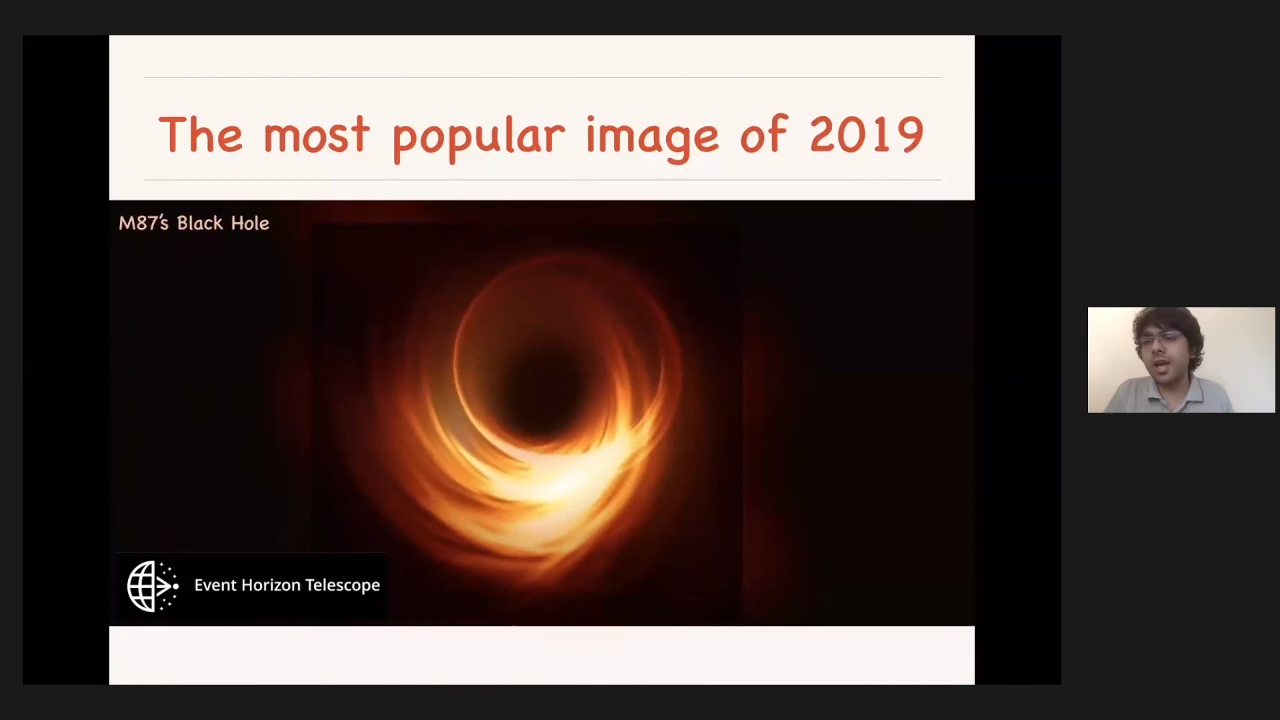 The most popular image of 2019
M87's Black Hole
Event Horizon Telescope